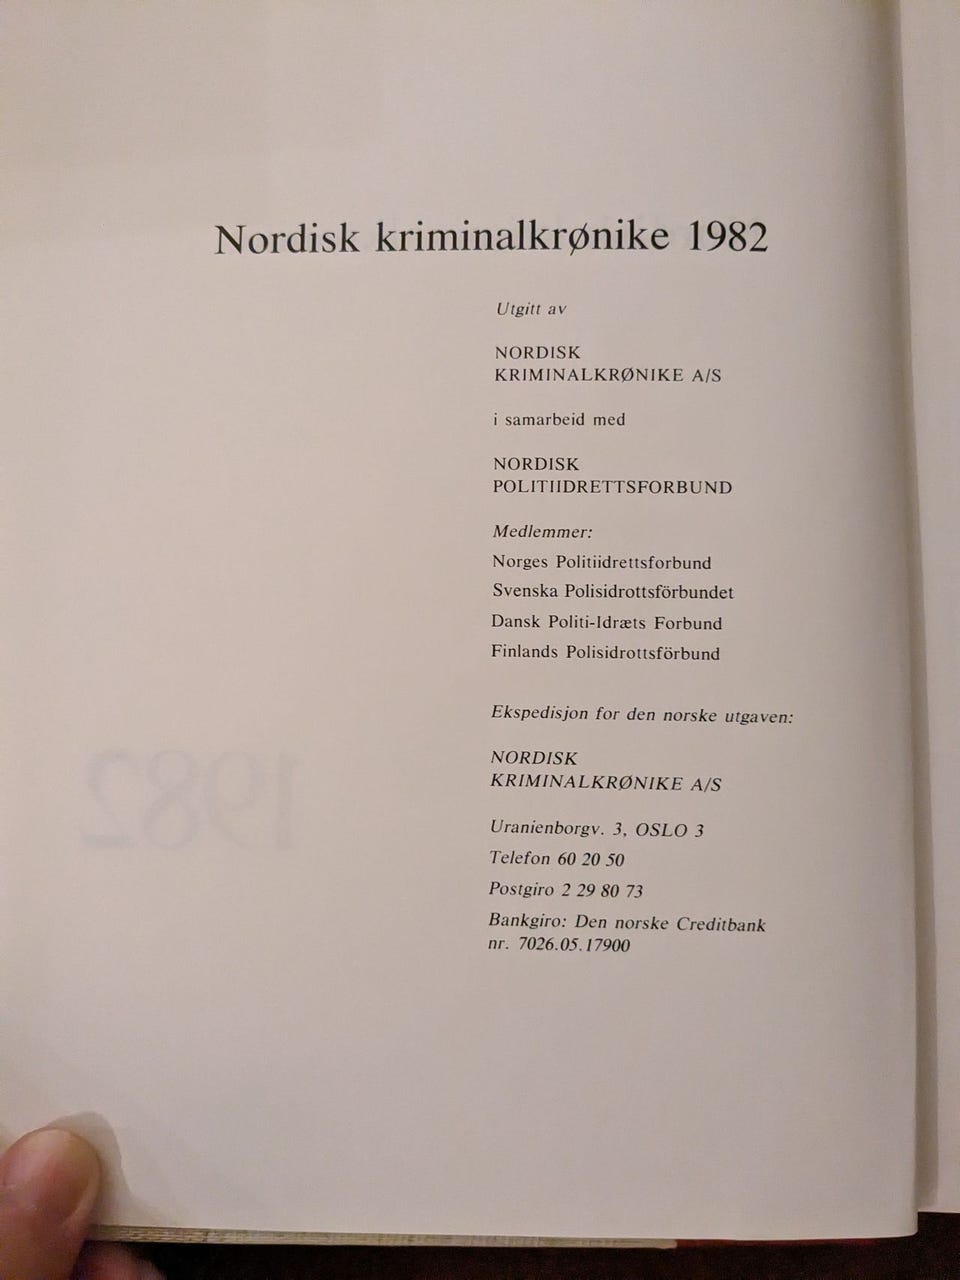 Nordisk kriminalkrønike 1982
Utgitt av
NORDISK
KRIMINALKRØNIKE A/S
i samarbeid med
NORDISK
POLITIIDRETTSFORBUND
Medlemmer:
Norges Politiidrettsforbund
Svenska Polisidrottsförbundet
Dansk Politi-Idræts Forbund
Finlands Polisidrottsförbund
Ekspedisjon for den norske utgaven:
NORDISK
KRIMINALKRØNIKE A/S
Uranienborgv. 3, OSLO 3
Telefon 60 20 50
Postgiro 2 29 80 73
Bankgiro: Den norske Creditbank
nr. 7026.05.17900
1982